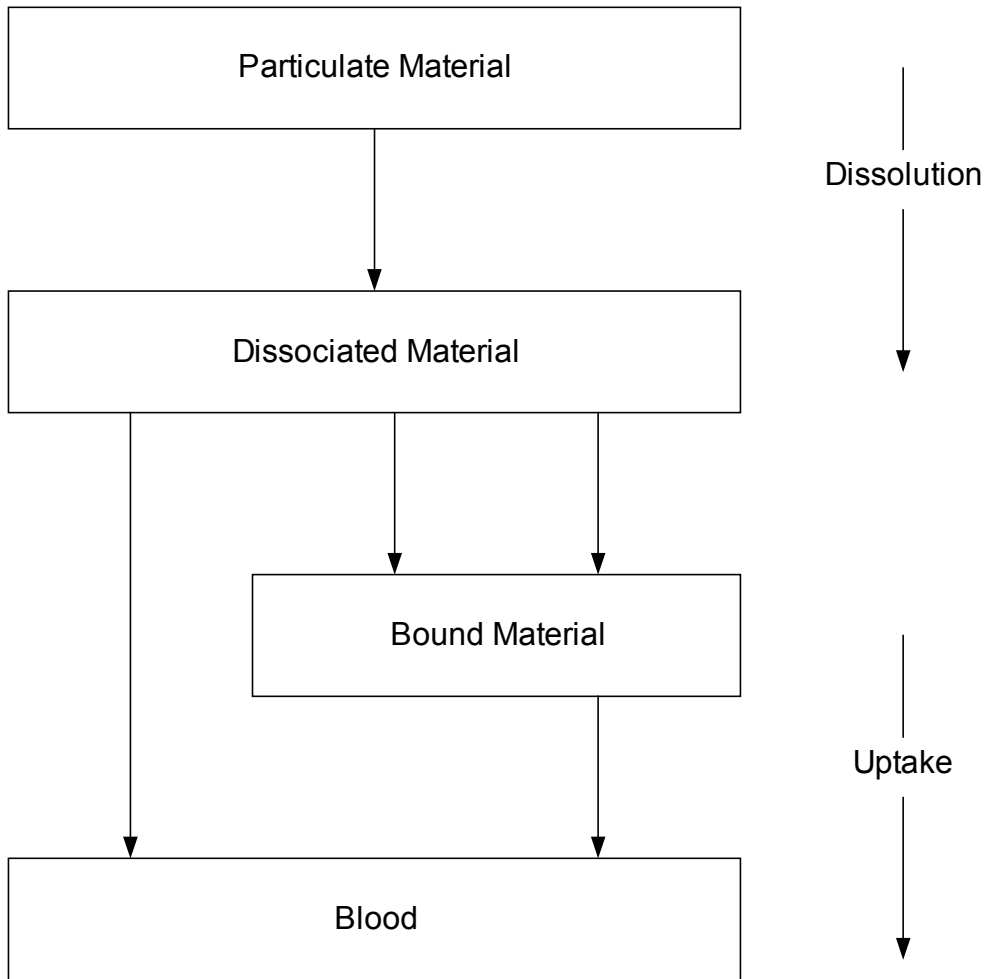 Particulate Material
Dissolution
Dissociated Material
Bound Material
Uptake
Blood